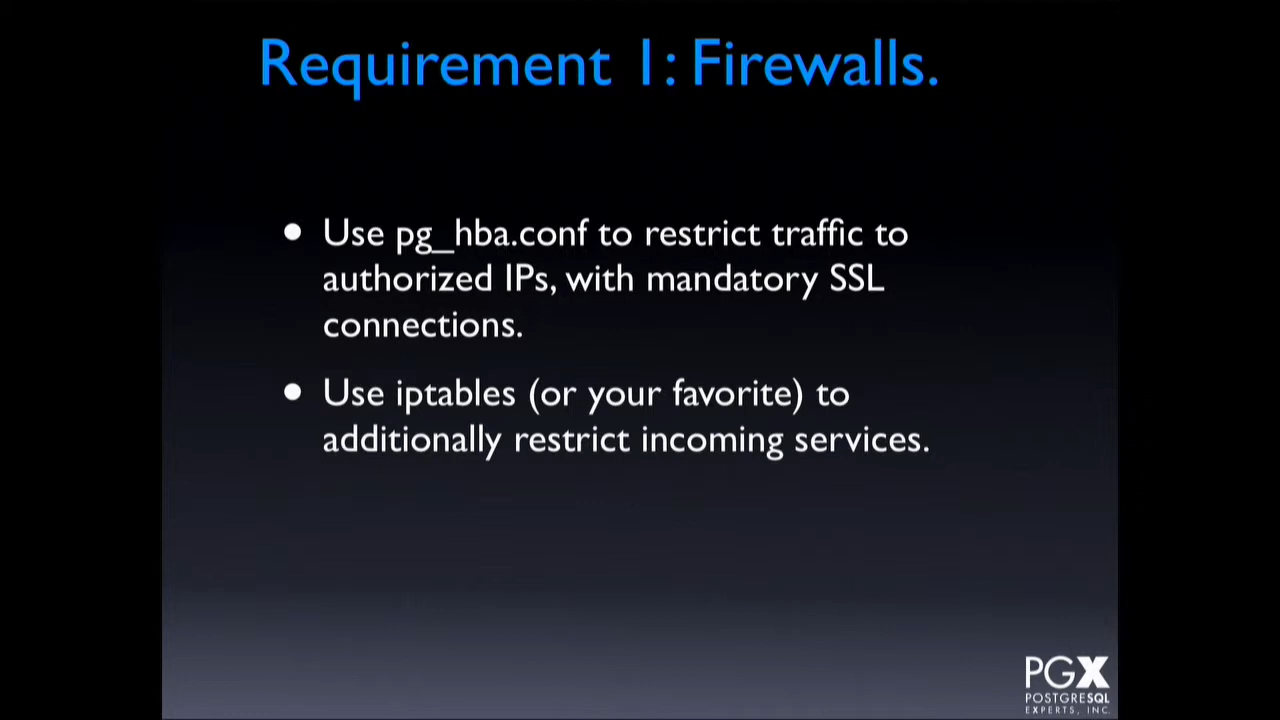 Requirement 1: Firewalls.
• Use pg_hba.conf to restrict traffic to
authorized IPs, with mandatory SSL
connections.
• Use iptables (or your favorite) to
additionally restrict incoming services.
PGX
POSTGRESQL
EXPERTS, INC.